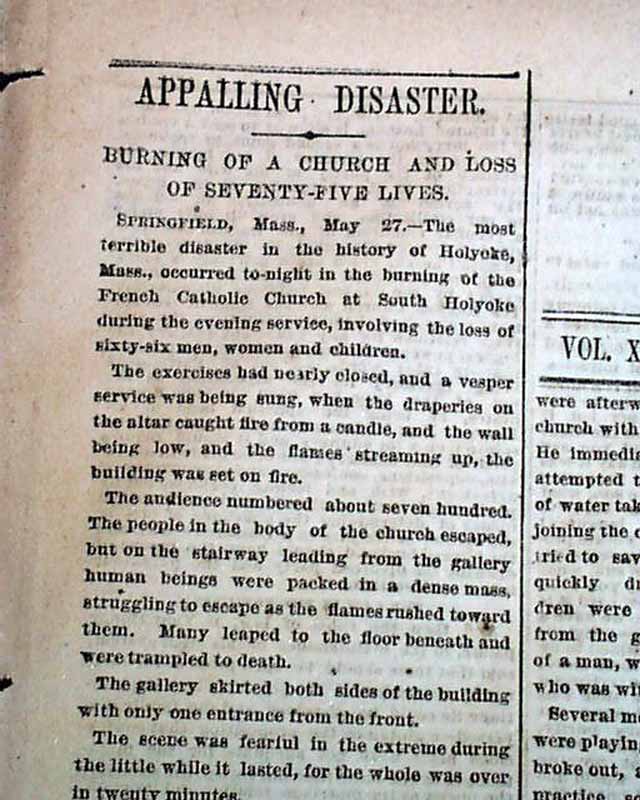 APPALLING DISASTER.
BURNING OF A CHURCH AND LOSS
OF SEVENTY-FIVE LIVES.
SPRINGFIELD, Mass., May 27.—The most
terrible disaster in the history of Holyoke,
Mass., occurred to-night in the burning of the
French Catholic Church at South Holyoke
during the evening service, involving the loss of
sixty-six men, women and children.
The exercises had nearly closed, and a vesper
service was being sung, when the draperies on
the altar caught fire from a candle, and the wall
being low, and the flames streaming up, the
building was set on fire.
The audience numbered about seven hundred.
The people in the body of the church escaped,
but on the stairway leading from the gallery
human beings were packed in a dense mass,
struggling to escape as the flames rushed toward
them. Many leaped to the floor beneath and
were trampled to death.
The gallery skirted both sides of the building
with only one entrance from the front.
The scene was fearful in the extreme during
the little while it lasted, for the whole was over
in twenty minutes.
VOL. X
were afterw
church with
He immedia
attempted t
of water tak
joining the c
tried to sav
quickly dr
dren were
from the g
of a man, w
who was wit
Several me
were playin
broke out, a
practice so